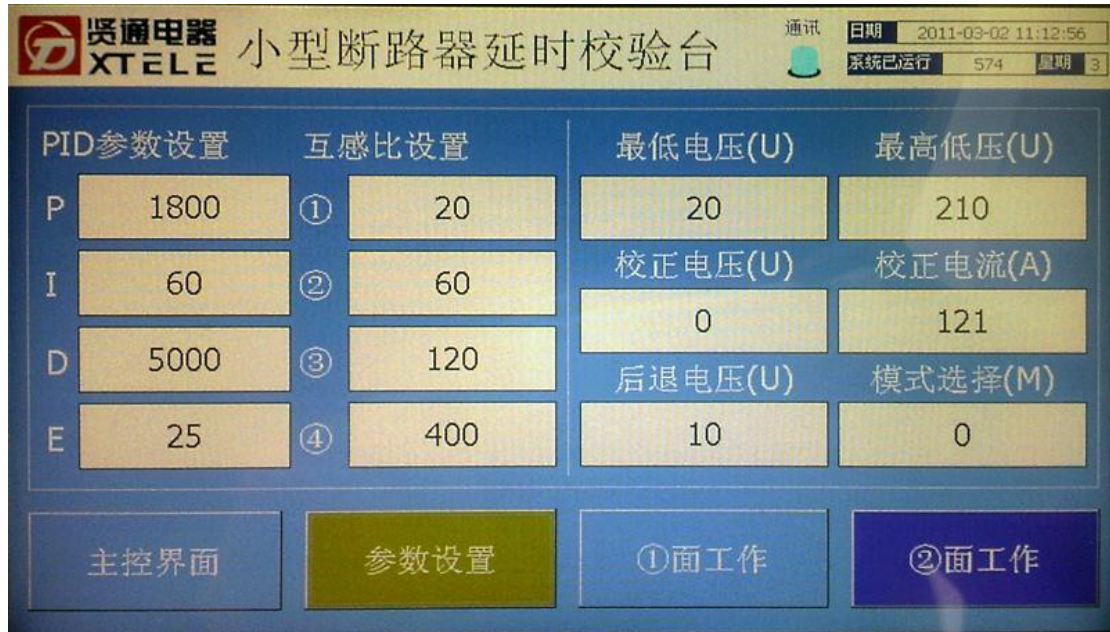 贤通电器
XTELE
小型断路器延时校验台
通讯
日期 2011-03-02 11:12:56
系统已运行 574 星期 3
PID参数设置 互感比设置 最低电压(U) 最高低压(U)
P 1800 ① 20 20 210
校正电压(U) 校正电流(A)
I 60 ② 60 0 121
D 5000 ③ 120 后退电压(U) 模式选择(M)
E 25 ④ 400 10 0
主控界面 参数设置 ①面工作 ②面工作